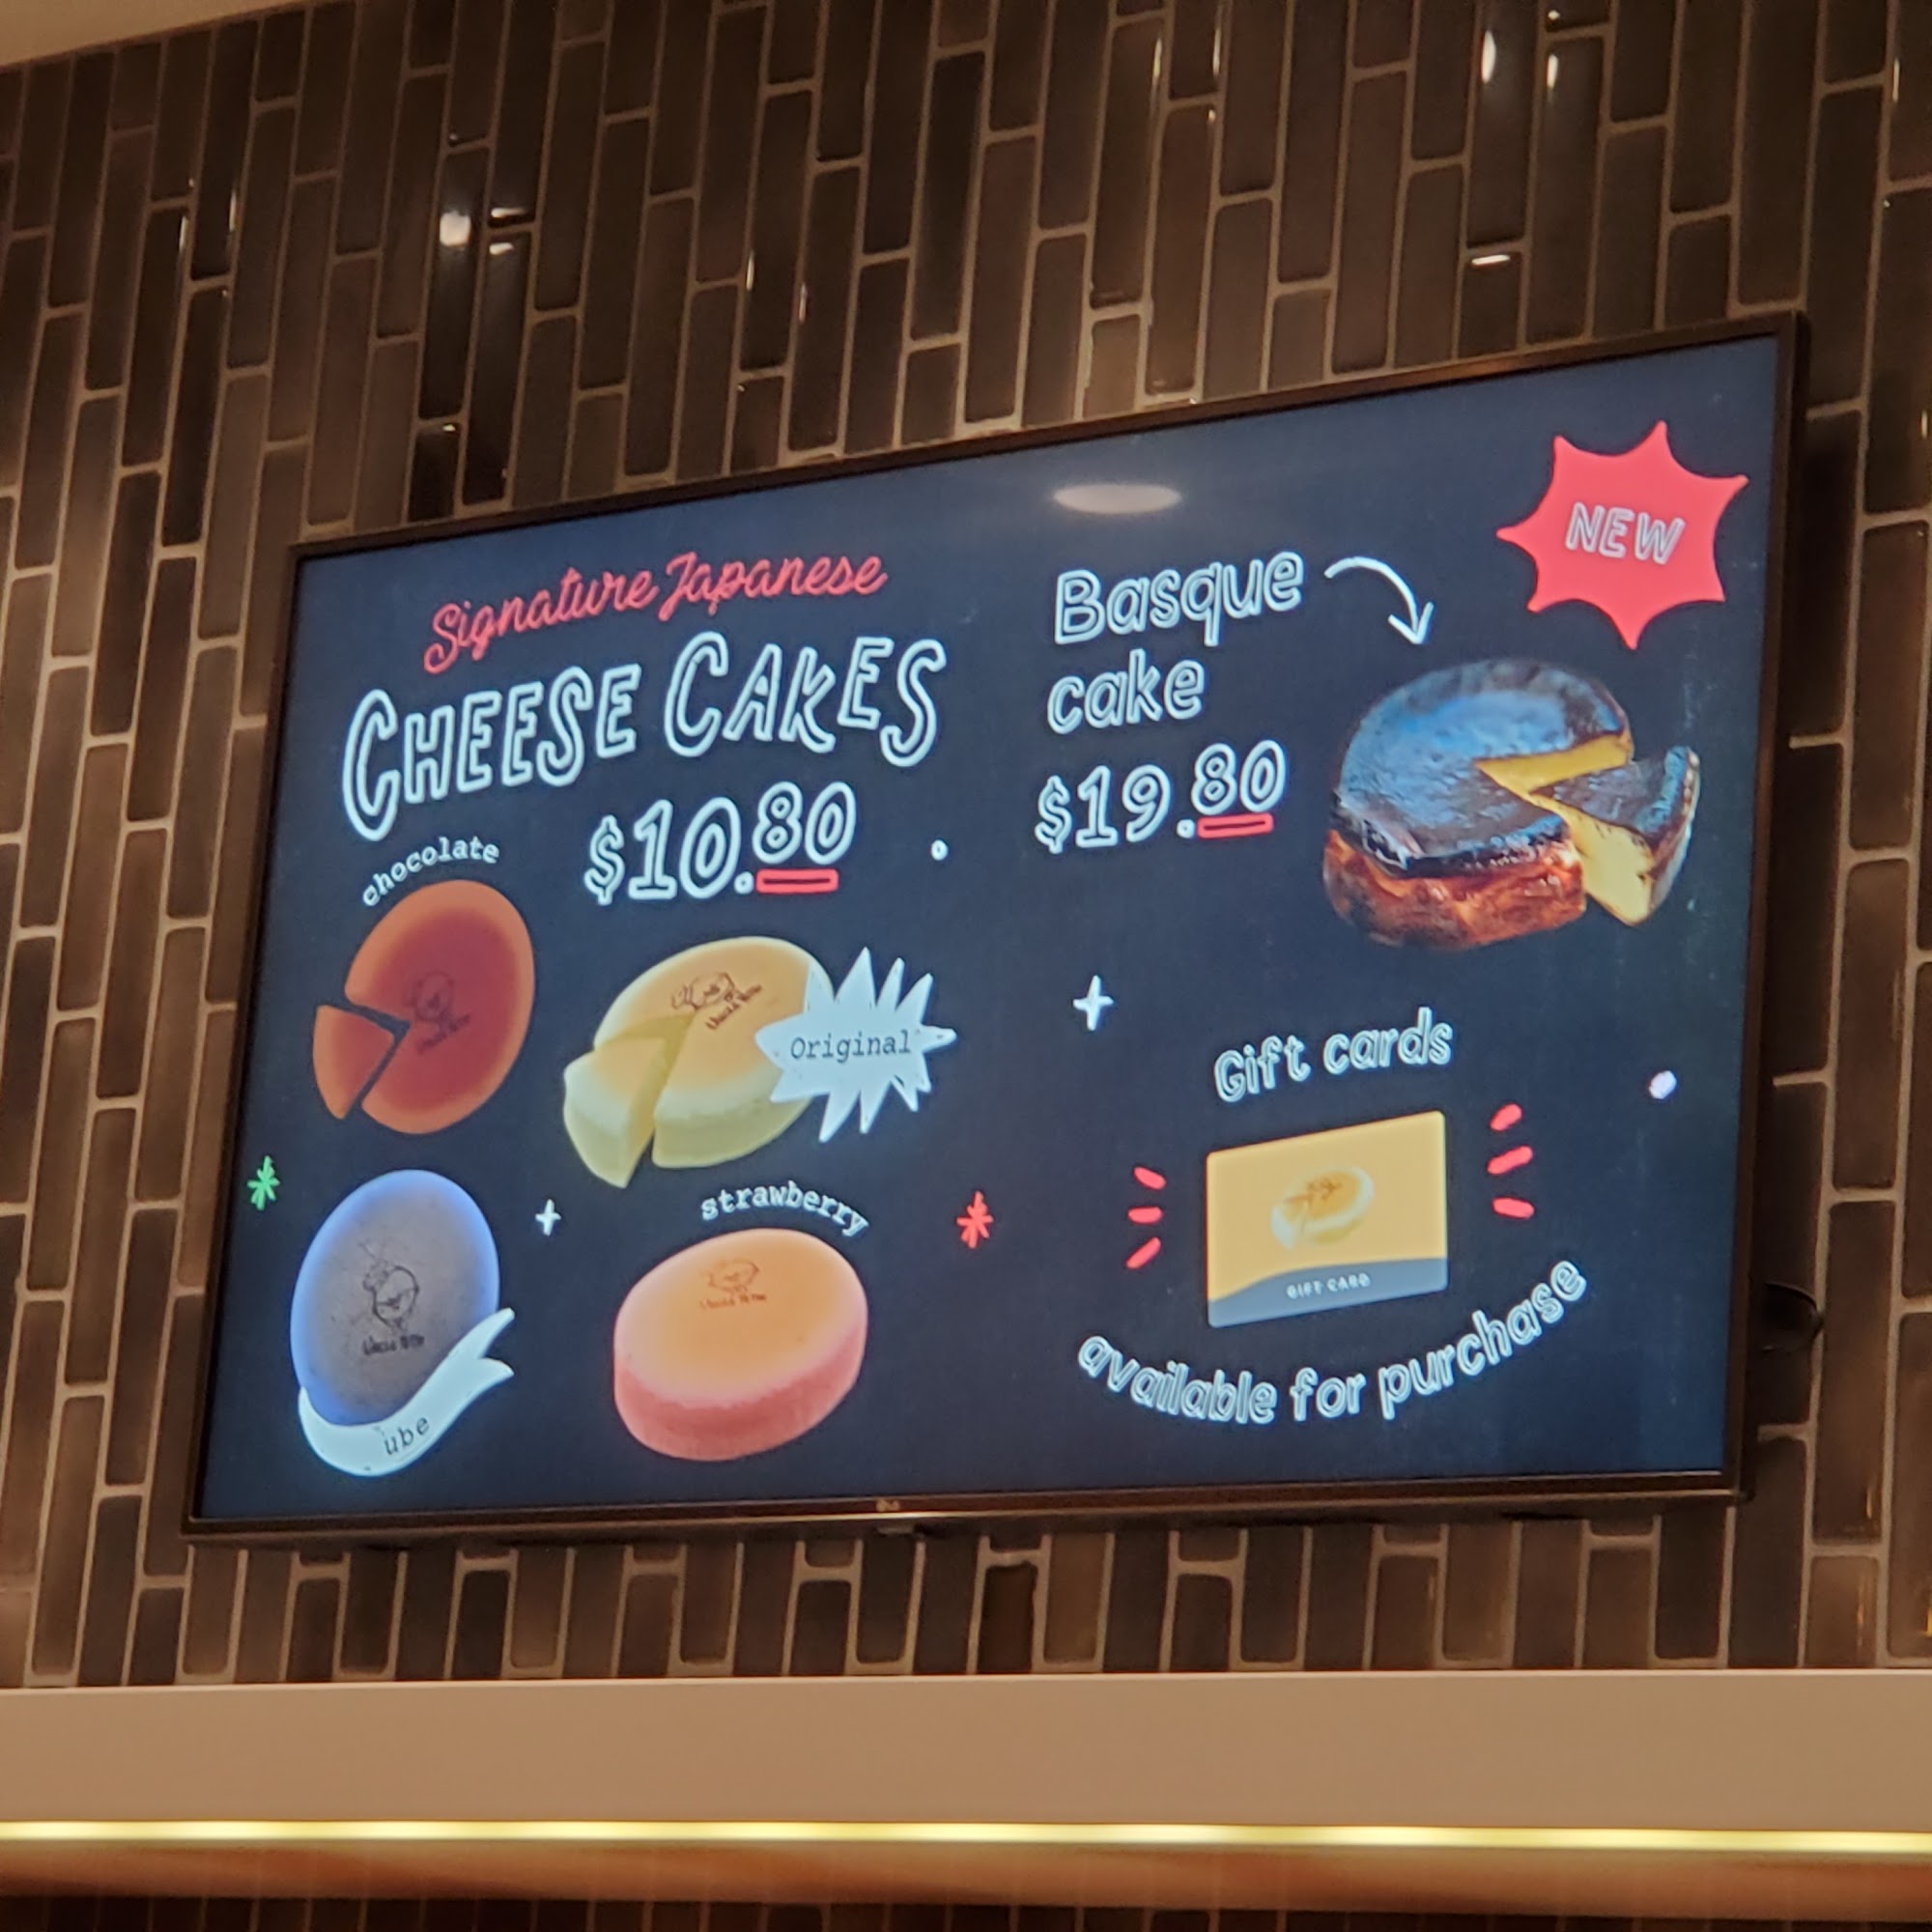 Signature Japanese
CHEESE CAKES
$10.80
chocolate
Original
strawberry
ube
Basque
cake
$19.80
NEW
Gift cards
GIFT CARD
available for purchase